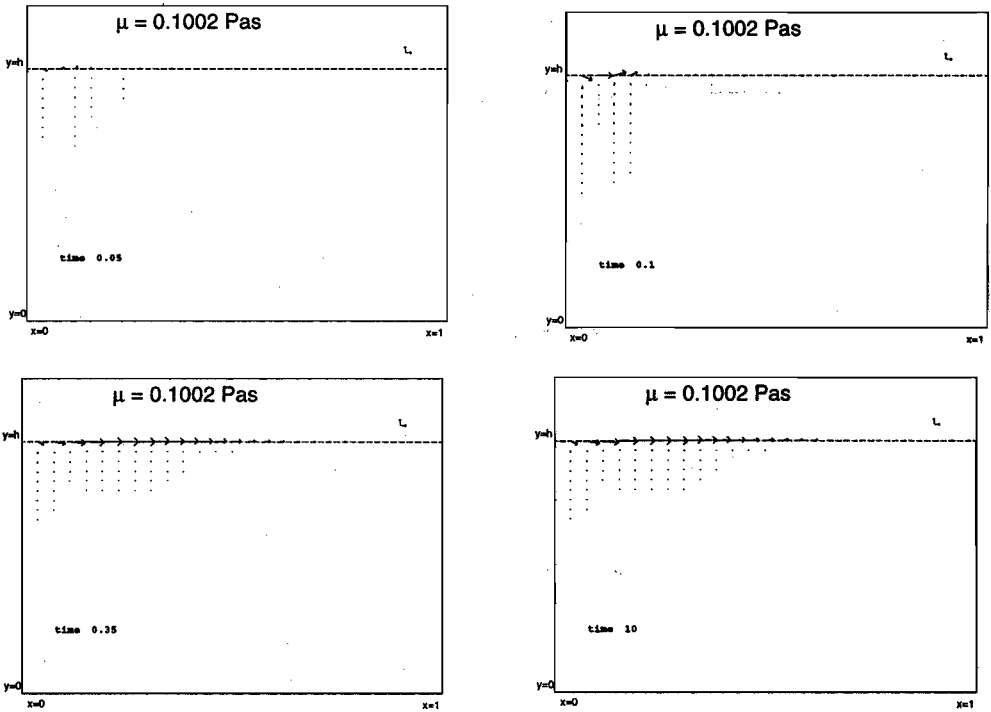 μ = 0.1002 Pas
y=h
time 0.05
y=0
x=0 x=1
μ = 0.1002 Pas
y=h
time 0.1
y=0
x=0 x=1
μ = 0.1002 Pas
y=h
time 0.35
y=0
x=0 x=1
μ = 0.1002 Pas
y=h
time 10
y=0
x=0 x=1